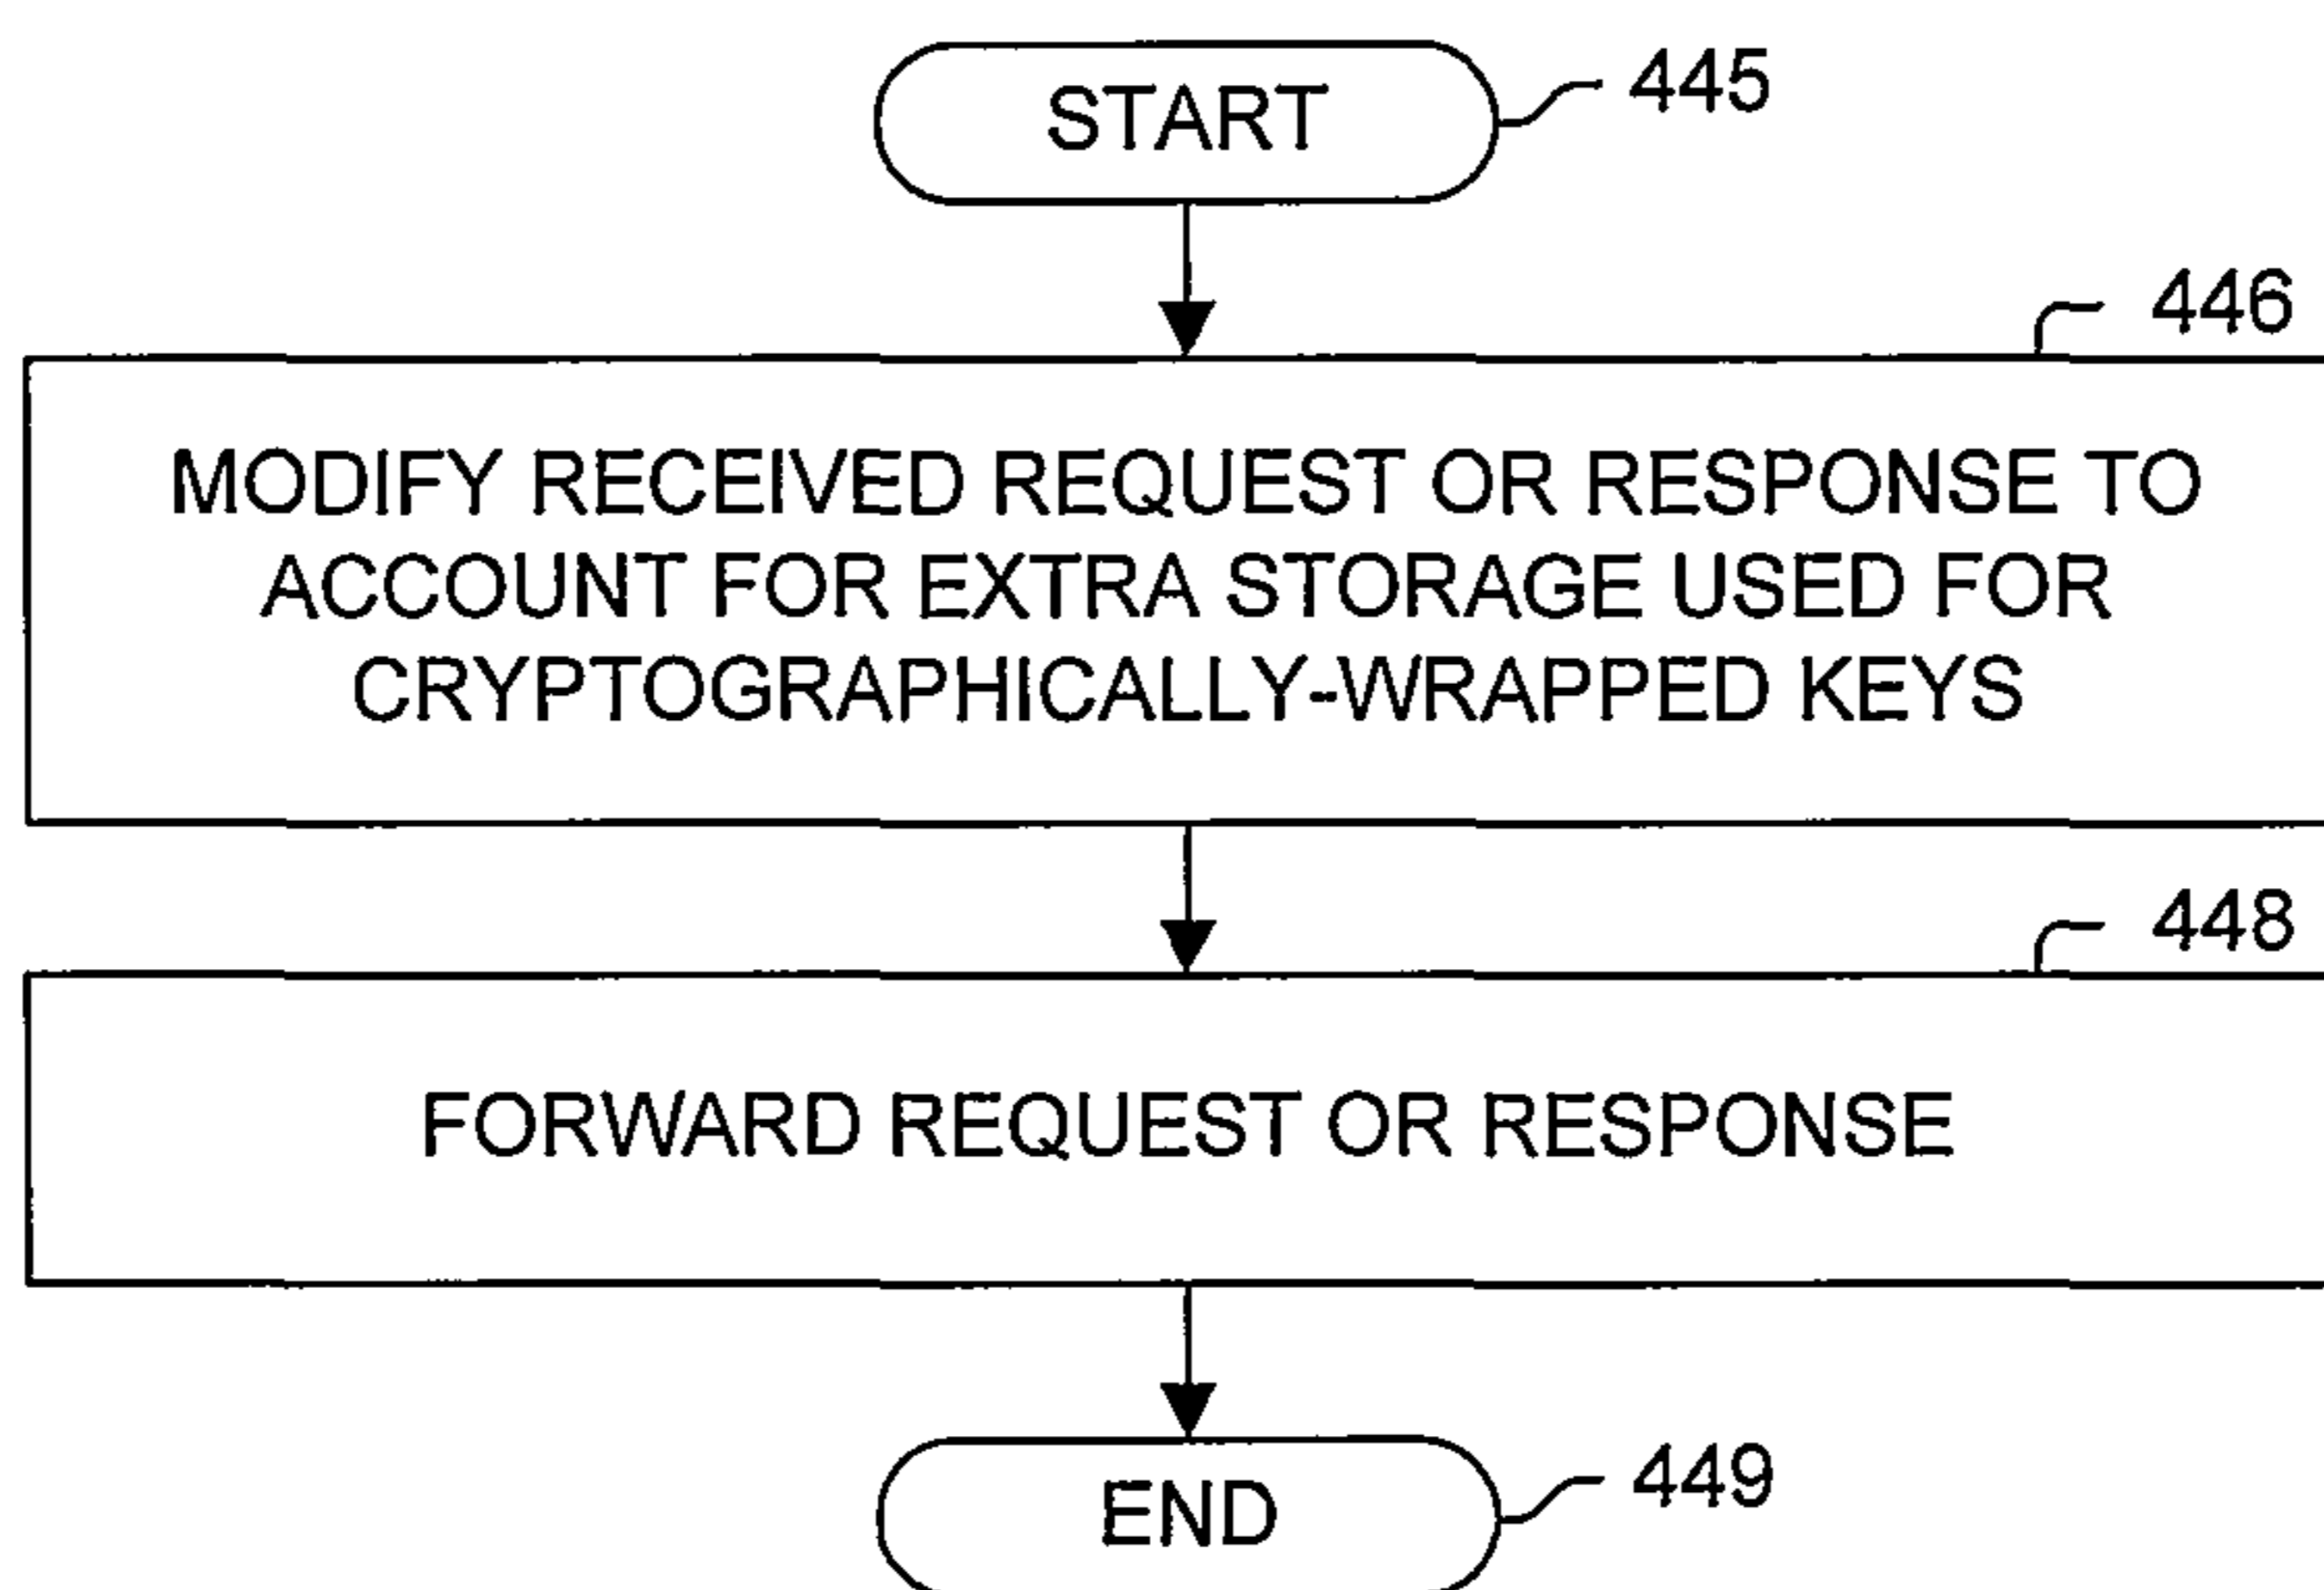 START
445
446
MODIFY RECEIVED REQUEST OR RESPONSE TO
ACCOUNT FOR EXTRA STORAGE USED FOR
CRYPTOGRAPHICALLY-WRAPPED KEYS
448
FORWARD REQUEST OR RESPONSE
END
449